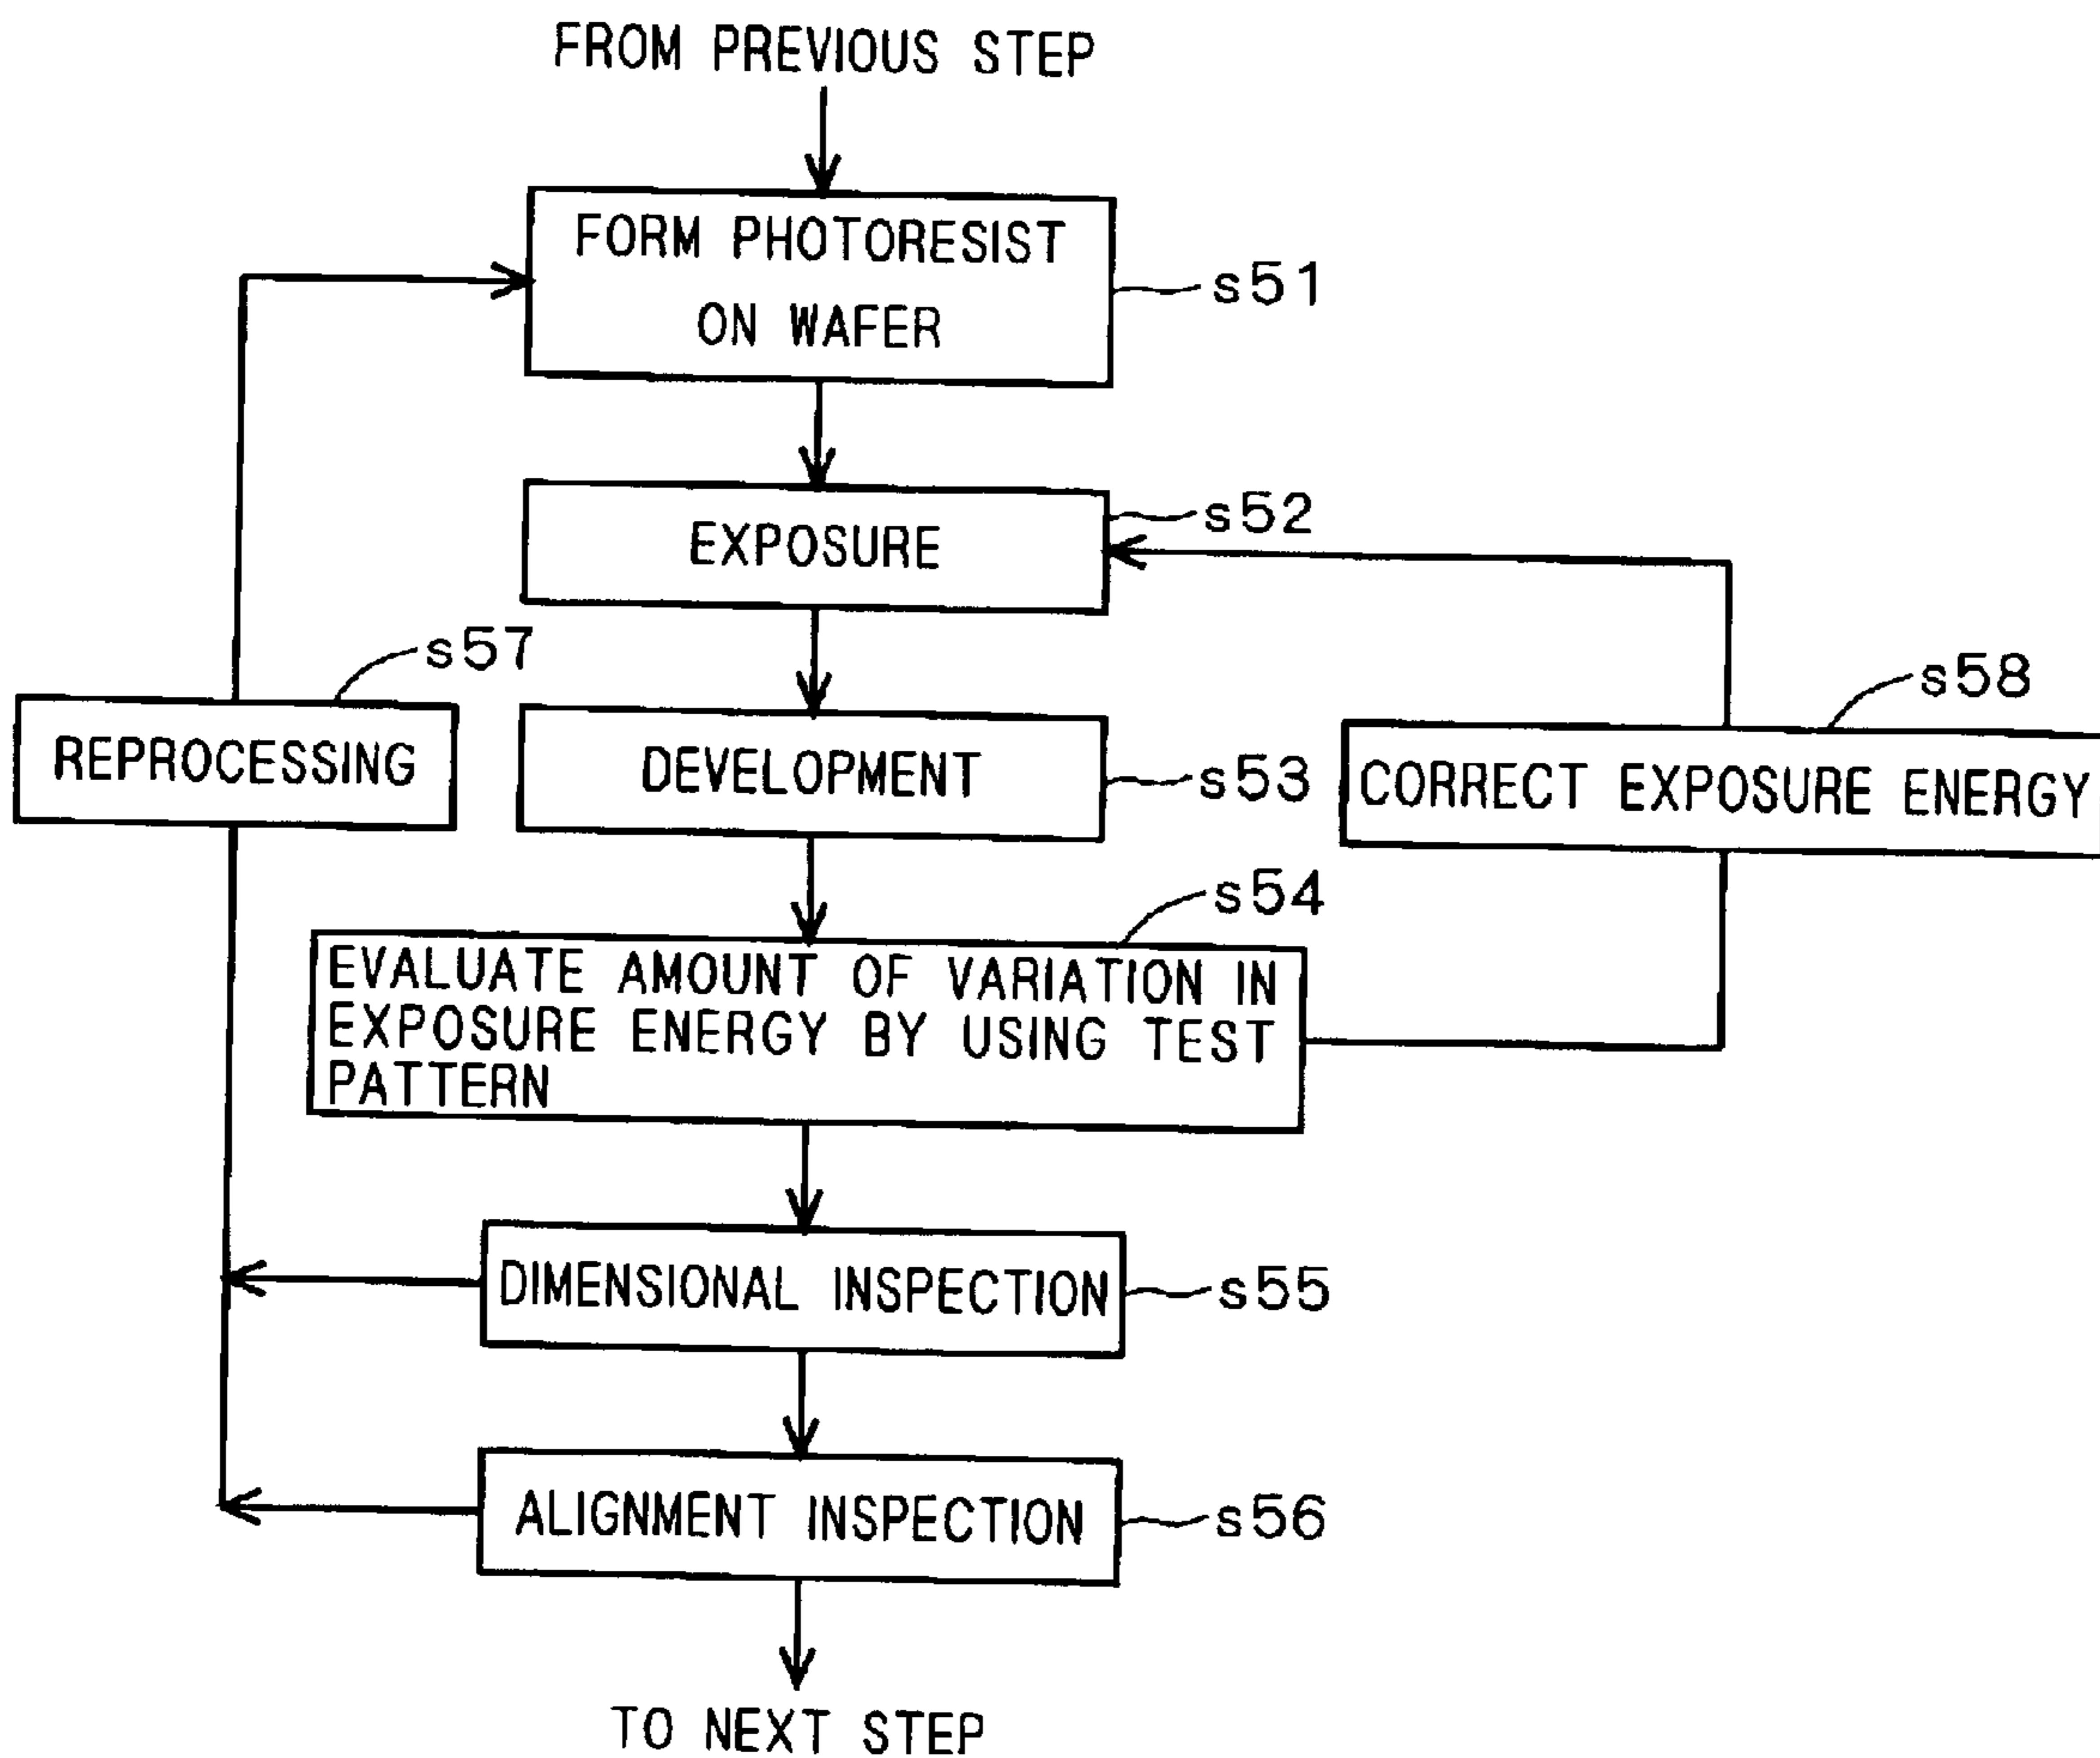 FROM PREVIOUS STEP
FORM PHOTORESIST
ON WAFER
s51
EXPOSURE
s52
s57
REPROCESSING
DEVELOPMENT
s53
s58
CORRECT EXPOSURE ENERGY
s54
EVALUATE AMOUNT OF VARIATION IN
EXPOSURE ENERGY BY USING TEST
PATTERN
DIMENSIONAL INSPECTION
s55
ALIGNMENT INSPECTION
s56
TO NEXT STEP